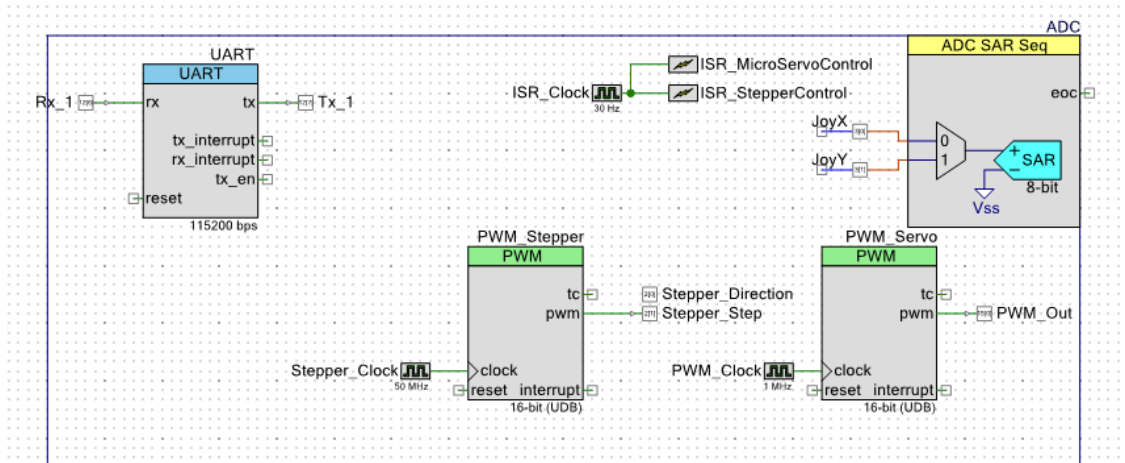 ADC
UART
ADC SAR Seq
UART
ISR_MicroServoControl
ISR_Clock
ISR_StepperControl
30 Hz
eoc
Rx_1
rx
tx
Tx_1
JoyX
0
JoyY
1
+
SAR
-
8-bit
Vss
tx_interrupt
rx_interrupt
tx_en
reset
115200 bps
PWM_Stepper
PWM_Servo
PWM
PWM
tc
Stepper_Direction
tc
pwm
Stepper_Step
pwm
PWM_Out
Stepper_Clock
50 MHz
clock
PWM_Clock
1 MHz
clock
reset
interrupt
reset
interrupt
16-bit (UDB)
16-bit (UDB)